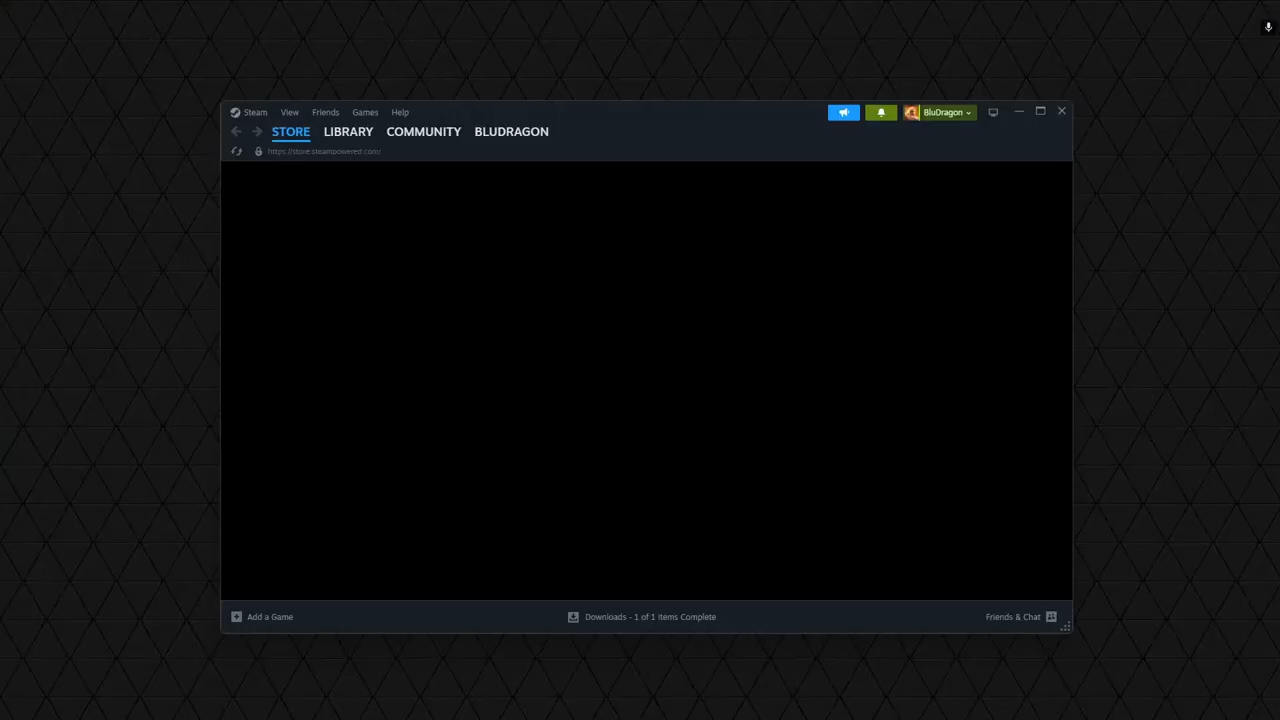 Steam View Friends Games Help BluDragon
STORE LIBRARY COMMUNITY BLUDRAGON
https://store.steampowered.com/
Add a Game Downloads - 1 of 1 Items Complete Friends & Chat